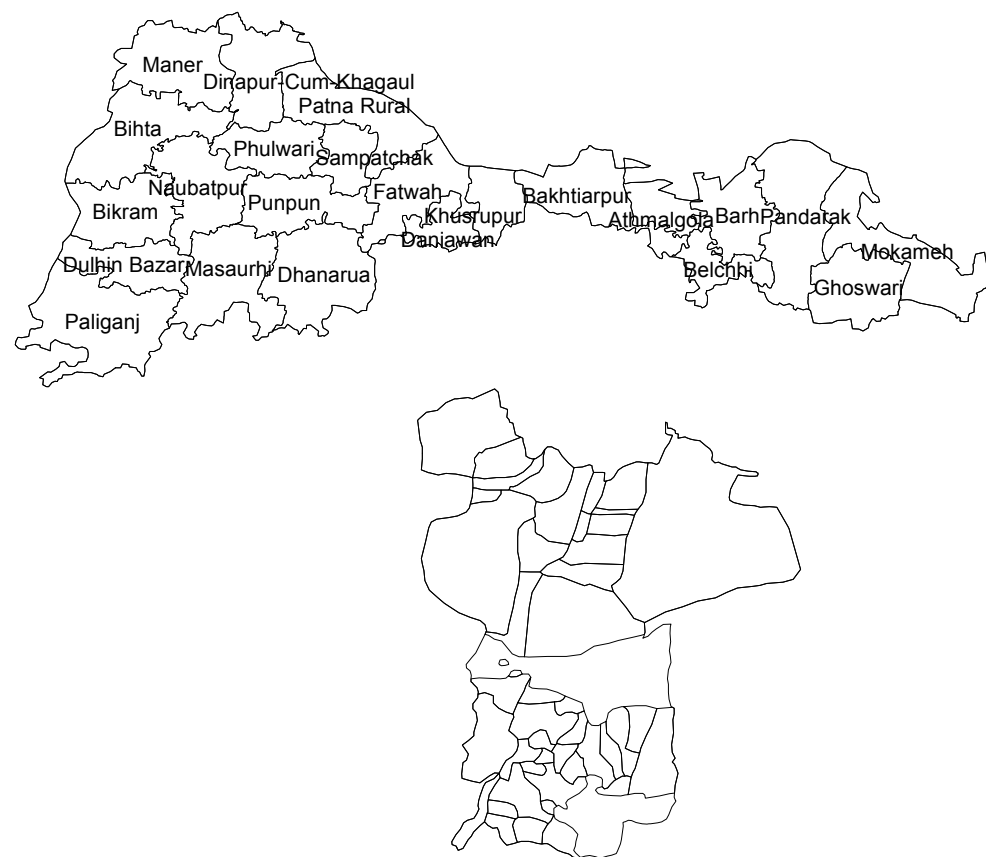 Maner
Dinapur-Cum-Khagaul
Patna Rural
Bihta
Phulwari
Sampatchak
Naubatpur
Fatwah
Bakhtiarpur
Bikram
Punpun
Khusrupur
Athmalgola
Barh
Pandarak
Daniawan
Mokameh
Dulhin Bazar
Masaurhi
Dhanarua
Belchhi
Ghoswari
Paliganj